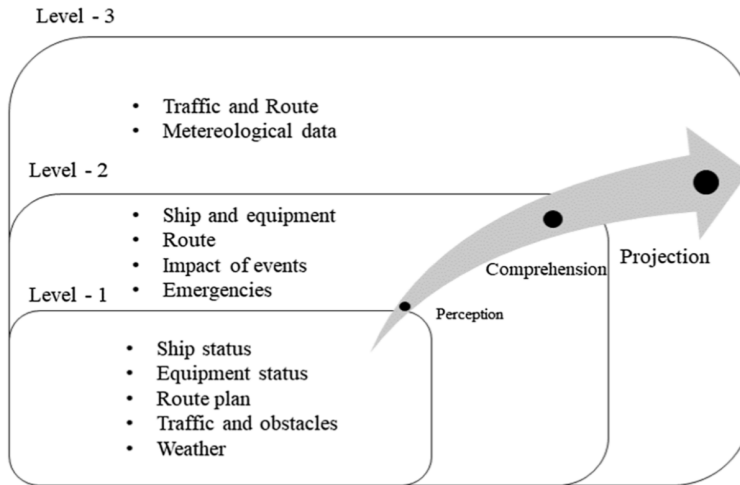 Level - 3
• Traffic and Route
• Metereological data
Level - 2
• Ship and equipment
• Route
• Impact of events
• Emergencies
Comprehension
Projection
Level - 1
Perception
• Ship status
• Equipment status
• Route plan
• Traffic and obstacles
• Weather